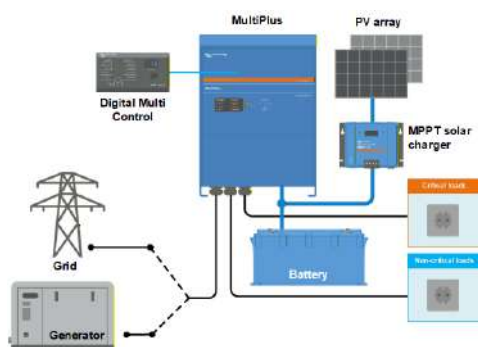 MultiPlus
PV array
Digital Multi
Control
MPPT solar
charger
Critical loads
Grid
Battery
Non-critical loads
Generator